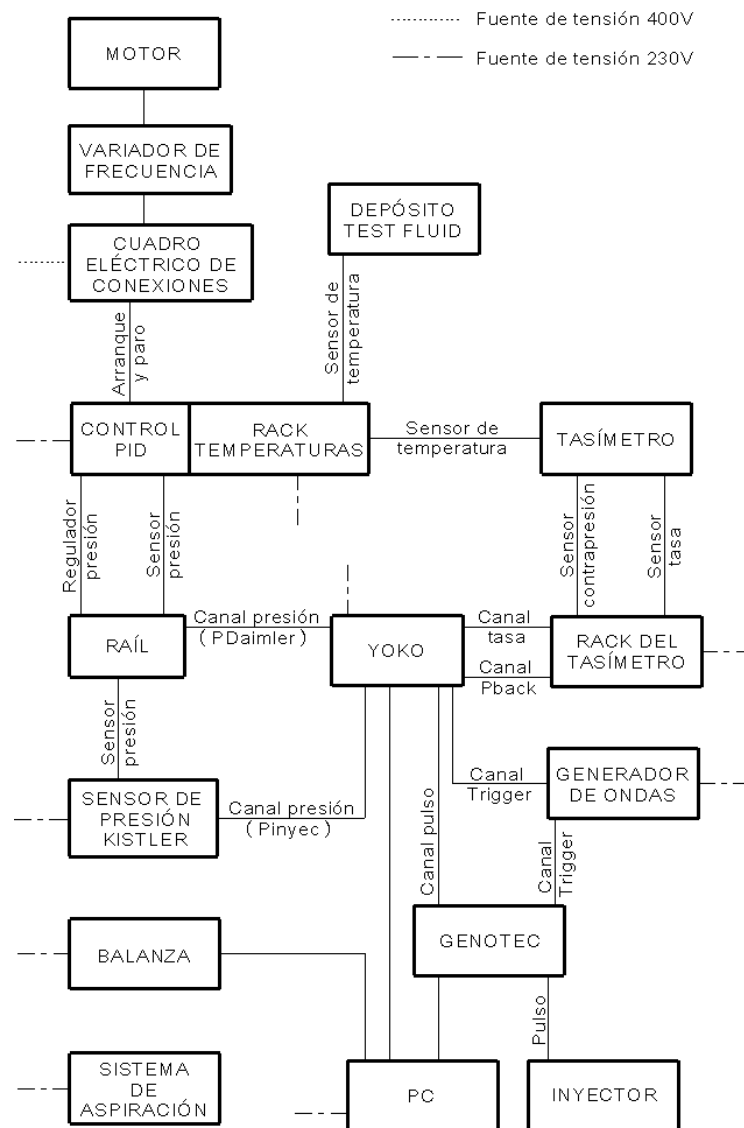 Fuente de tensión 400V
Fuente de tensión 230V
MOTOR
VARIADOR DE
FRECUENCIA
DEPÓSITO
TEST FLUID
CUADRO
ELÉCTRICO DE
CONEXIONES
Arranque
y paro
Sensor de
temperatura
CONTROL
PID
RACK
TEMPERATURAS
Sensor de
temperatura
TASÍMETRO
Regulador
presión
Sensor
presión
Sensor
contrapresión
Sensor
tasa
RAÍL
Canal presión
(PDaimler)
YOKO
Canal
tasa
Canal
Pback
RACK DEL
TASÍMETRO
Sensor
presión
SENSOR DE
PRESIÓN
KISTLER
Canal presión
(Pinyec)
Canal pulso
Canal
Trigger
GENERADOR
DE ONDAS
Canal
Trigger
BALANZA
GENOTEC
Pulso
SISTEMA
DE
ASPIRACIÓN
PC
INYECTOR